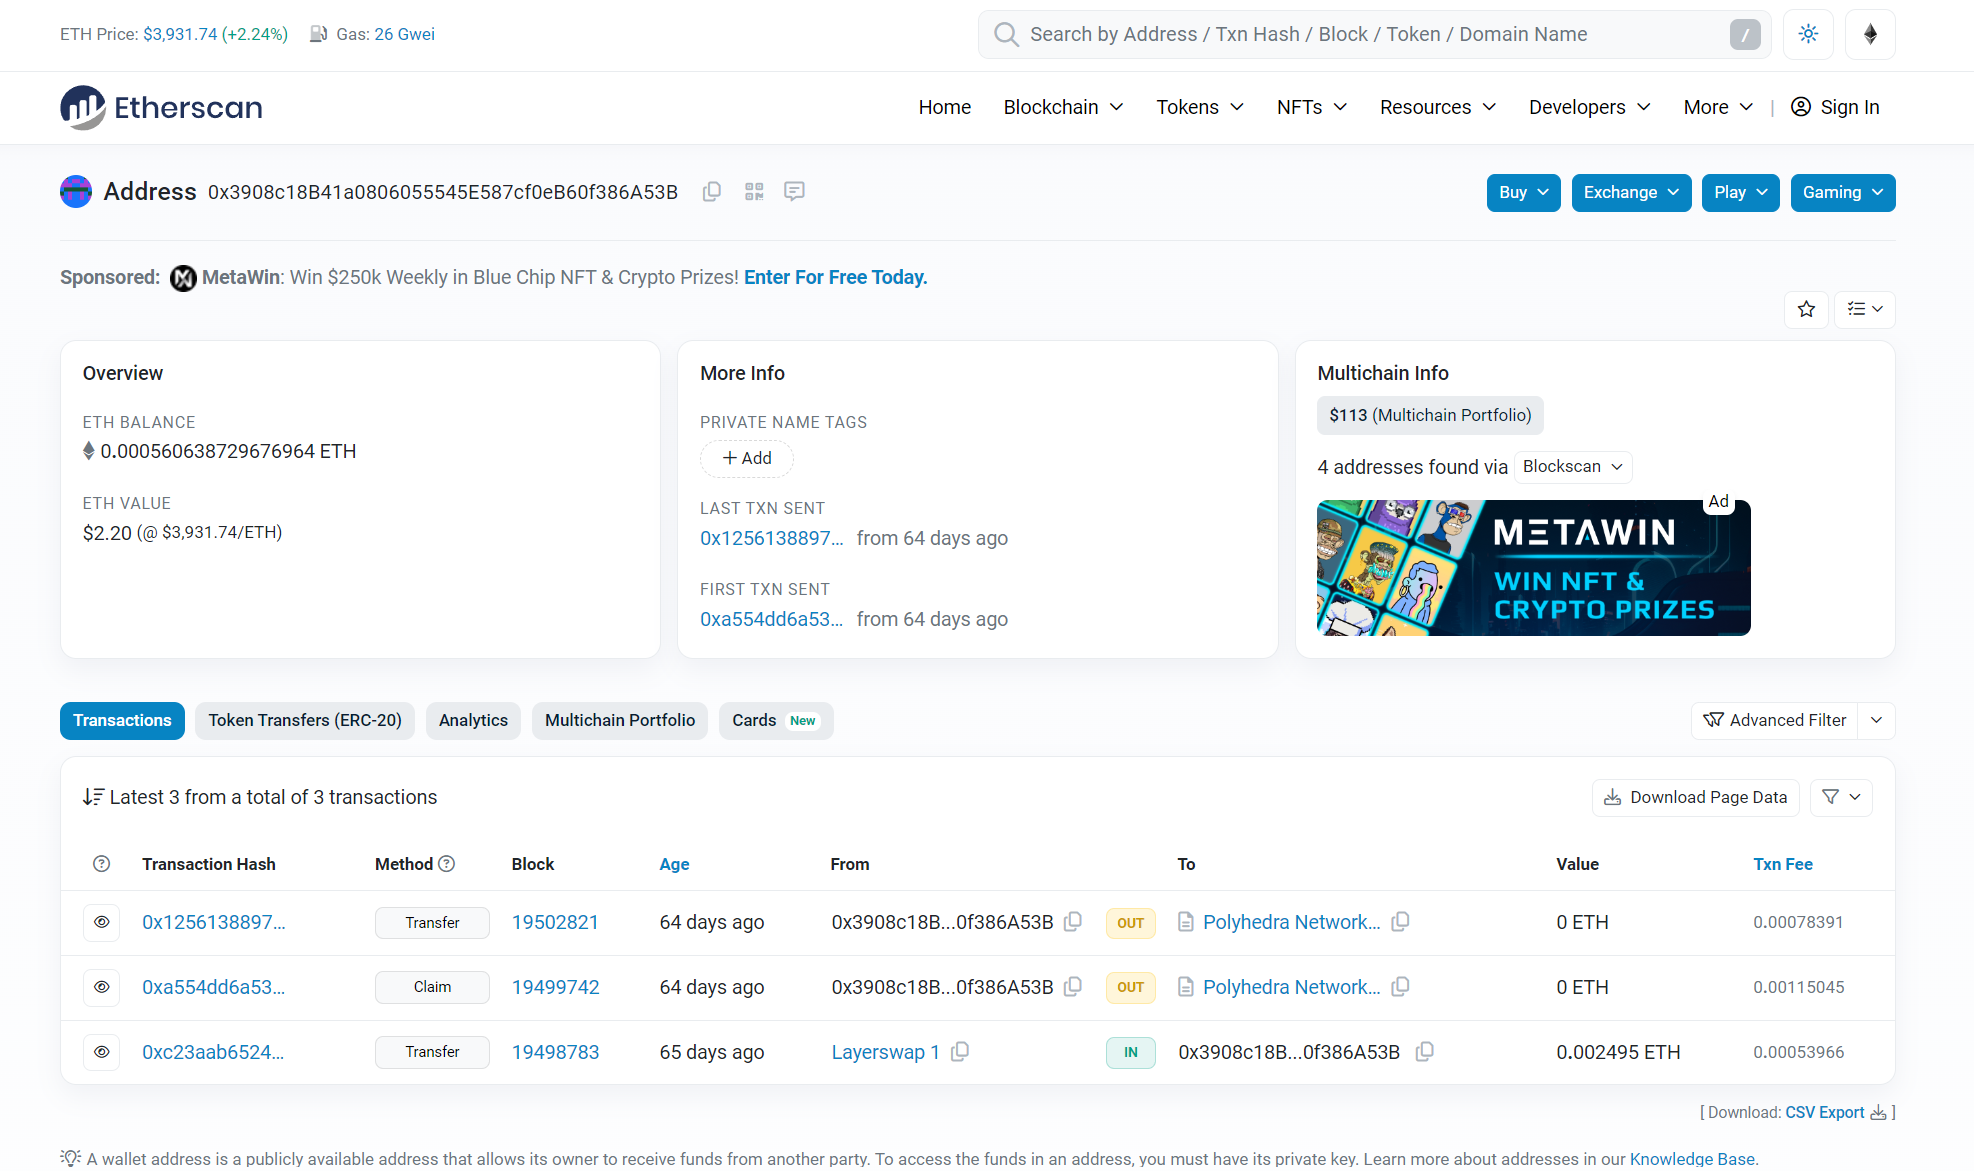 ETH Price: $3,931.74 (+2.24%) Gas: 26 Gwei
Search by Address / Txn Hash / Block / Token / Domain Name /
Etherscan
Home Blockchain Tokens NFTs Resources Developers More | Sign In
Address 0x3908c18B41a0806055545E587cf0eB60f386A53B
Buy Exchange Play Gaming
Sponsored: MetaWin: Win $250k Weekly in Blue Chip NFT & Crypto Prizes! Enter For Free Today.
Overview
ETH BALANCE
0.000560638729676964 ETH
ETH VALUE
$2.20 (@ $3,931.74/ETH)
More Info
PRIVATE NAME TAGS
+ Add
LAST TXN SENT
0x1256138897... from 64 days ago
FIRST TXN SENT
0xa554dd6a53... from 64 days ago
Multichain Info
$113 (Multichain Portfolio)
4 addresses found via Blockscan
Ad
METAWIN
WIN NFT &
CRYPTO PRIZES
Transactions Token Transfers (ERC-20) Analytics Multichain Portfolio Cards New
Advanced Filter
Latest 3 from a total of 3 transactions
Download Page Data
Transaction Hash Method Block Age From To Value Txn Fee
0x1256138897... Transfer 19502821 64 days ago 0x3908c18B...0f386A53B OUT Polyhedra Network... 0 ETH 0.00078391
0xa554dd6a53... Claim 19499742 64 days ago 0x3908c18B...0f386A53B OUT Polyhedra Network... 0 ETH 0.00115045
0xc23aab6524... Transfer 19498783 65 days ago Layerswap 1 IN 0x3908c18B...0f386A53B 0.002495 ETH 0.00053966
[ Download: CSV Export ]
A wallet address is a publicly available address that allows its owner to receive funds from another party. To access the funds in an address, you must have its private key. Learn more about addresses in our Knowledge Base.